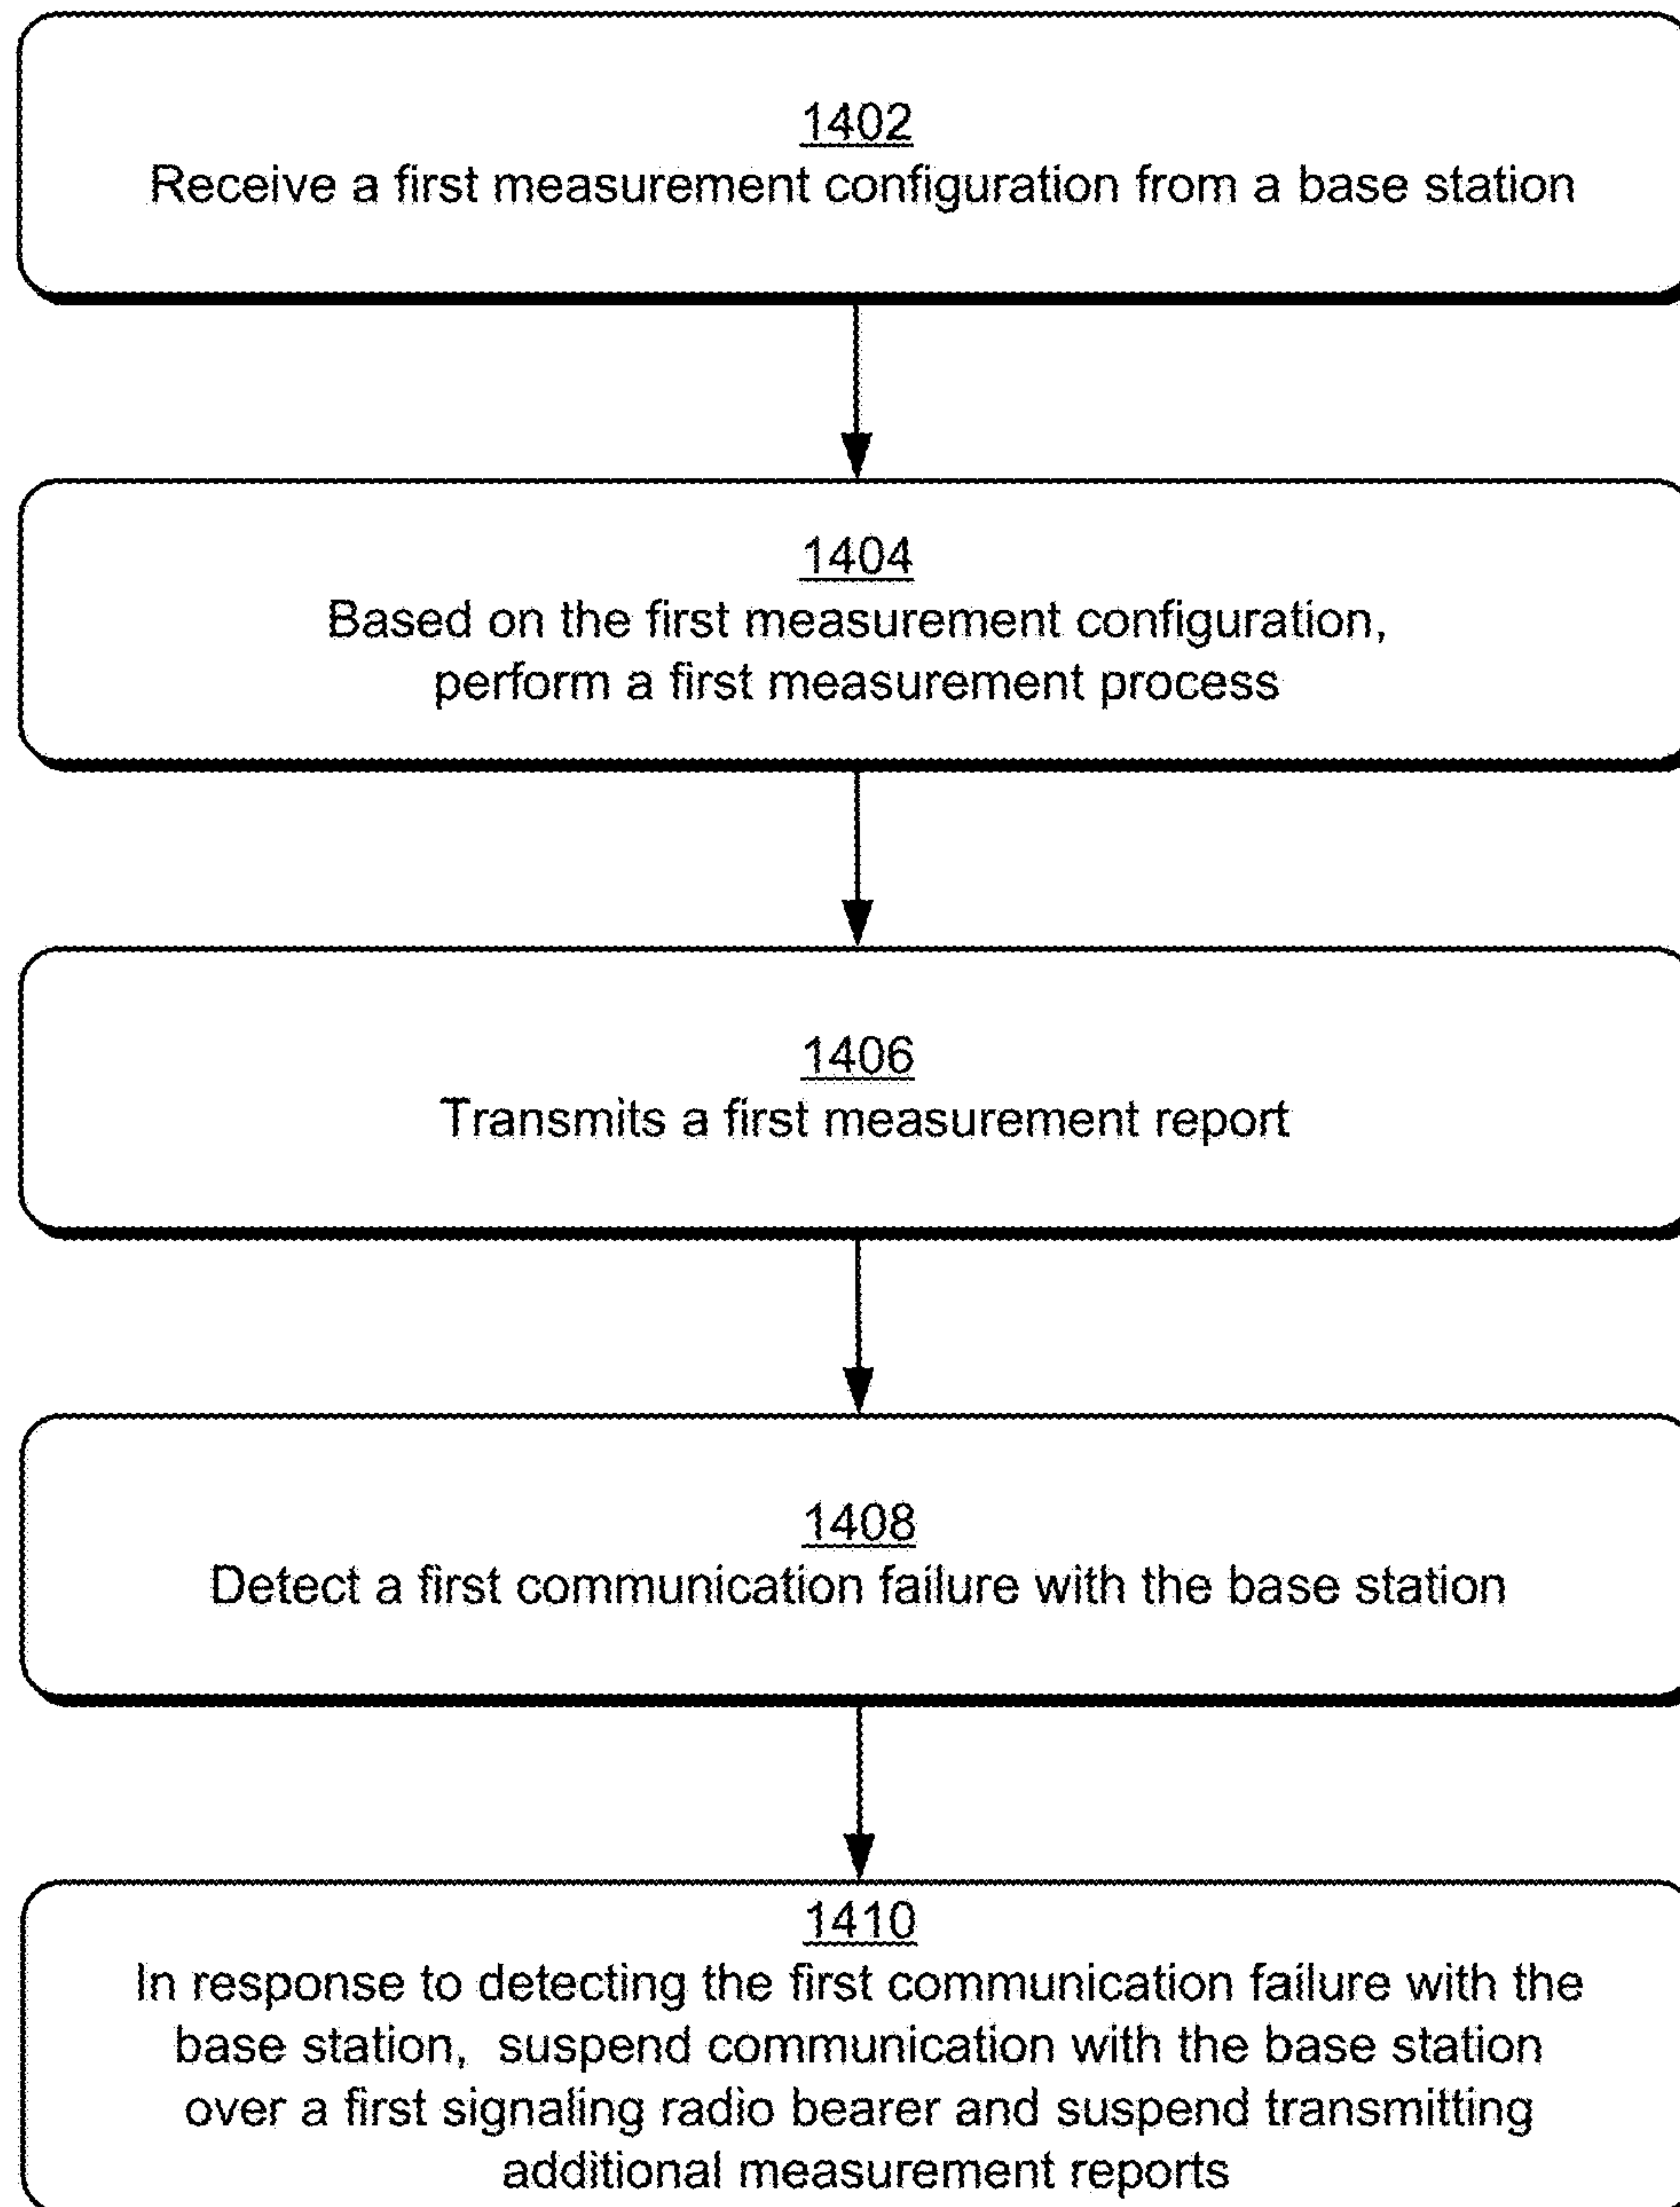 1402
Receive a first measurement configuration from a base station
1404
Based on the first measurement configuration,
perform a first measurement process
1406
Transmits a first measurement report
1408
Detect a first communication failure with the base station
1410
In response to detecting the first communication failure with the
base station, suspend communication with the base station
over a first signaling radio bearer and suspend transmitting
additional measurement reports